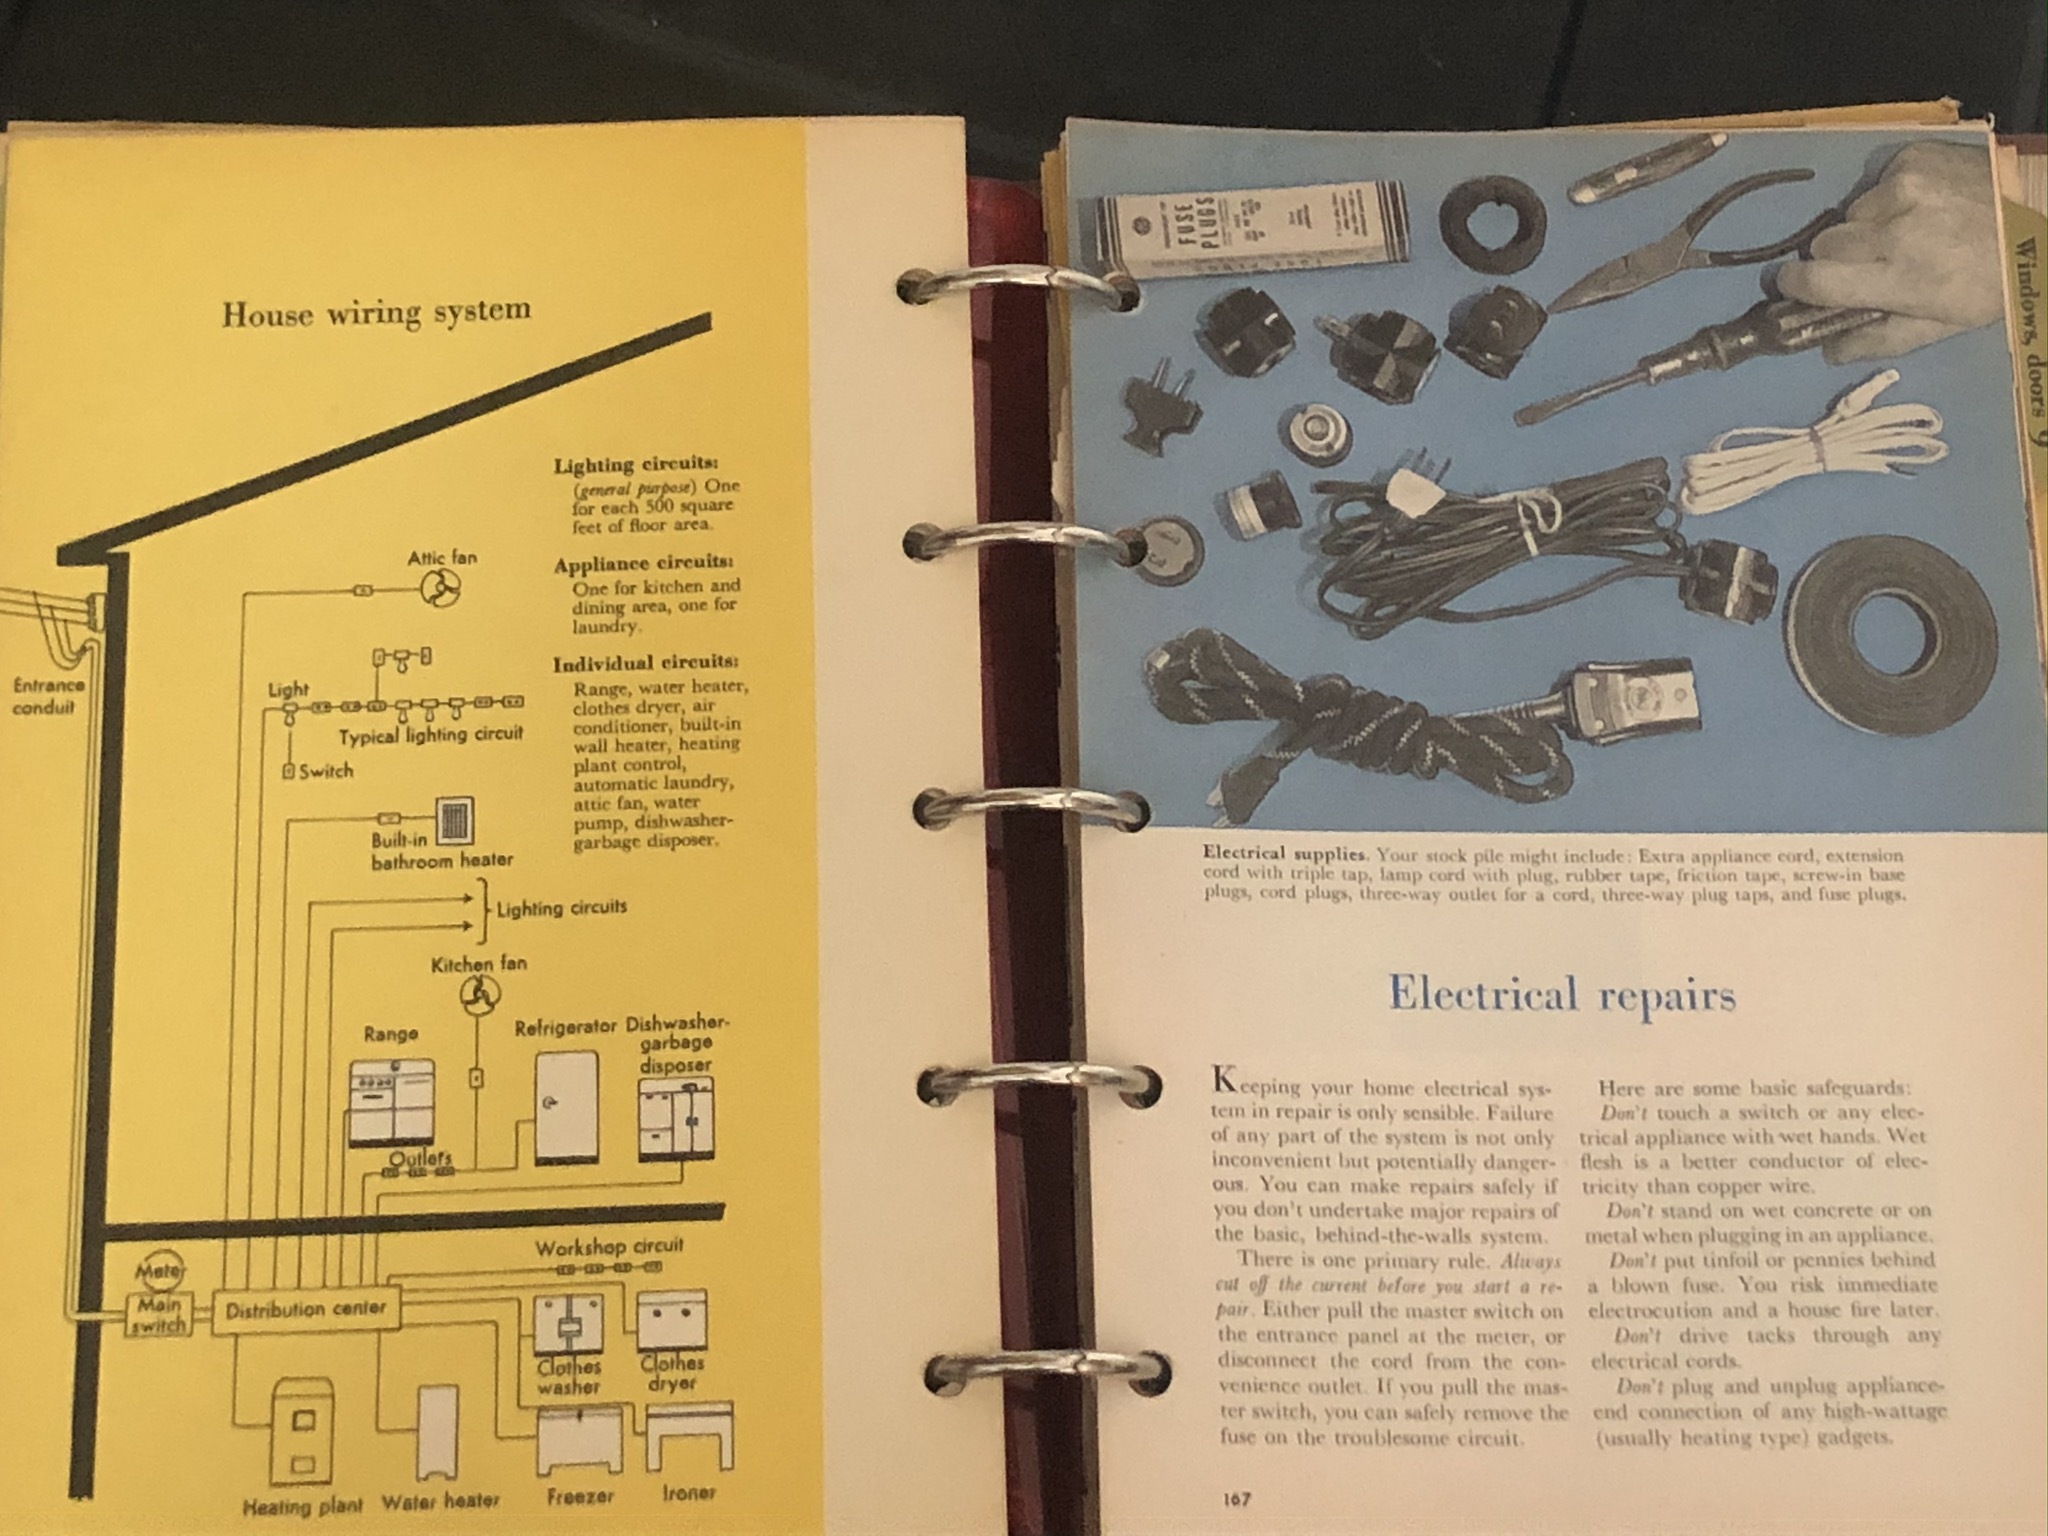 House wiring system
Lighting circuits:
(general purpose) One
for each 500 square
feet of floor area.
Appliance circuits:
One for kitchen and
dining area, one for
laundry.
Individual circuits:
Range, water heater,
clothes dryer, air
conditioner, built-in
wall heater, heating
plant control,
automatic laundry,
attic fan, water
pump, dishwasher-
garbage disposer.
Attic fan
Entrance
conduit
Light
Typical lighting circuit
Switch
Built-in
bathroom heater
Lighting circuits
Kitchen fan
Range
Refrigerator
Dishwasher-
garbage
disposer
Outlets
Workshop circuit
Meter
Main
switch
Distribution center
Clothes
washer
Clothes
dryer
Heating plant
Water heater
Freezer
Ironer
FUSE
PLUGS
Windows, doors 9
Electrical supplies. Your stock pile might include: Extra appliance cord, extension
cord with triple tap, lamp cord with plug, rubber tape, friction tape, screw-in base
plugs, cord plugs, three-way outlet for a cord, three-way plug taps, and fuse plugs.
Electrical repairs
Keeping your home electrical sys-
tem in repair is only sensible. Failure
of any part of the system is not only
inconvenient but potentially danger-
ous. You can make repairs safely if
you don't undertake major repairs of
the basic, behind-the-walls system.
There is one primary rule. Always
cut off the current before you start a re-
pair. Either pull the master switch on
the entrance panel at the meter, or
disconnect the cord from the con-
venience outlet. If you pull the mas-
ter switch, you can safely remove the
fuse on the troublesome circuit.
Here are some basic safeguards:
Don't touch a switch or any elec-
trical appliance with wet hands. Wet
flesh is a better conductor of elec-
tricity than copper wire.
Don't stand on wet concrete or on
metal when plugging in an appliance.
Don't put tinfoil or pennies behind
a blown fuse. You risk immediate
electrocution and a house fire later.
Don't drive tacks through any
electrical cords.
Don't plug and unplug appliance-
end connection of any high-wattage
(usually heating type) gadgets.
167